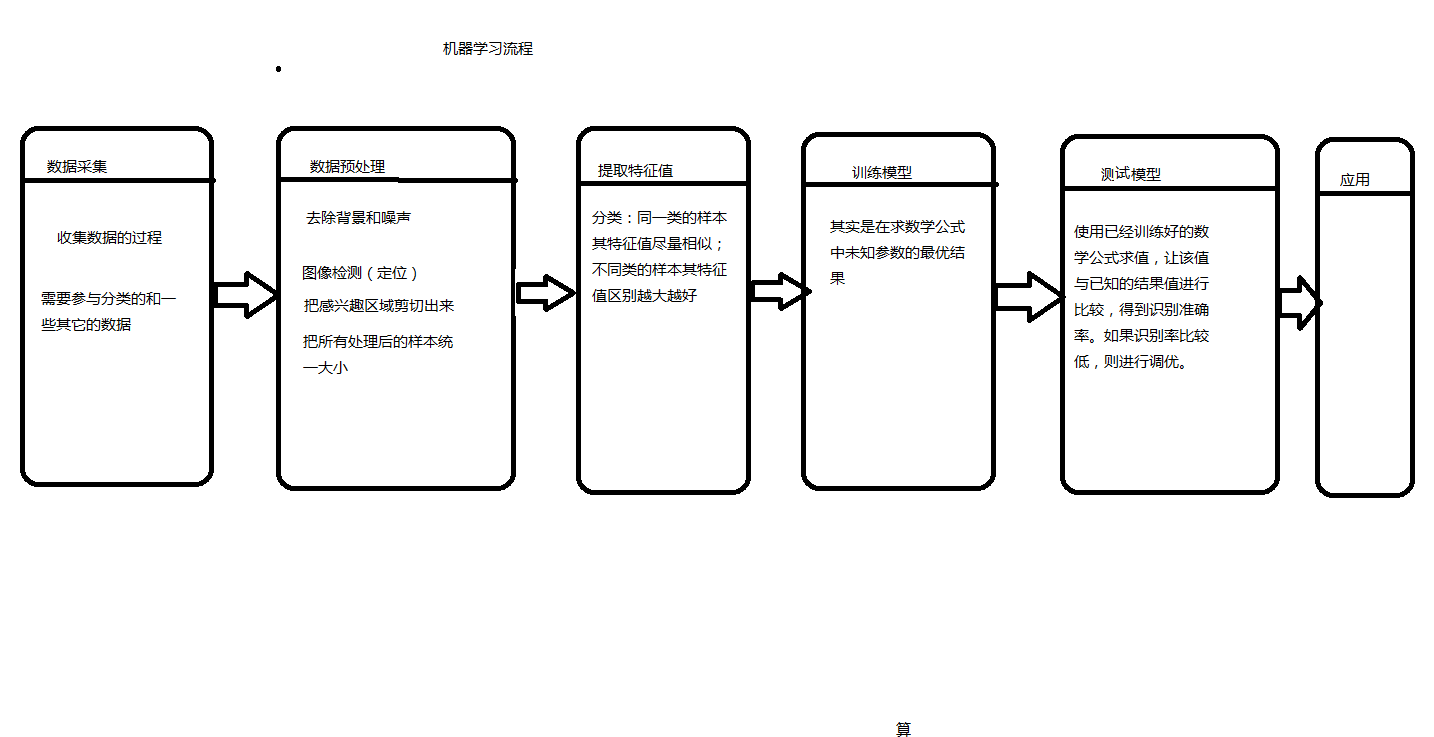 机器学习流程
数据采集
收集数据的过程
需要参与分类的和一
些其它的数据
数据预处理
去除背景和噪声
图像检测（定位）
把感兴趣区域剪切出来
把所有处理后的样本统
一大小
提取特征值
分类：同一类的样本
其特征值尽量相似；
不同类的样本其特征
值区别越大越好
训练模型
其实是在求数学公式
中未知参数的最优结
果
测试模型
使用已经训练好的数
学公式求值，让该值
与已知的结果值进行
比较，得到识别准确
率。如果识别率比较
低，则进行调优。
应用
算